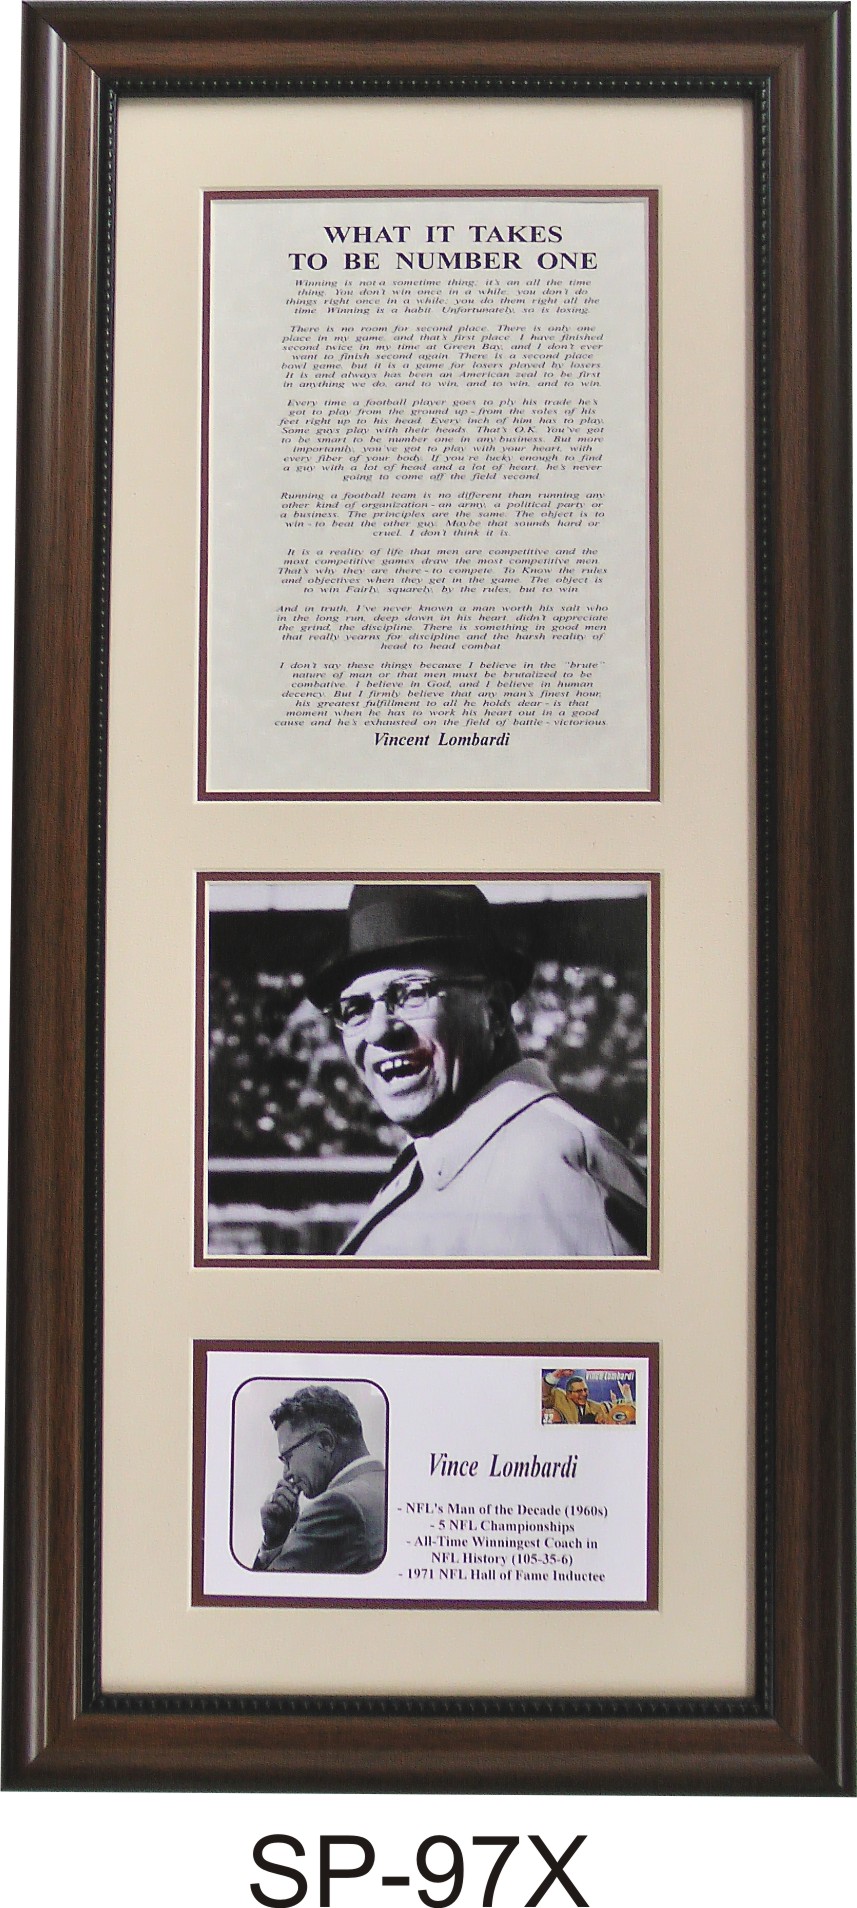 WHAT IT TAKES
TO BE NUMBER ONE
Winning is not a sometime thing, it's an all the time
thing. You don't win once in a while, you don't do
things right once in a while, you do them right all the
time. Winning is a habit. Unfortunately, so is losing.
There is no room for second place. There is only one
place in my game, and that's first place. I have finished
second twice in my time at Green Bay, and I don't ever
want to finish second again. There is a second place
bowl game, but it is a game for losers played by losers.
It is and always has been an American zeal to be first
in anything we do, and to win, and to win, and to win.
Every time a football player goes to ply his trade he's
got to play from the ground up - from the soles of his
feet right up to his head. Every inch of him has to play.
Some guys play with their heads. That's O.K. You've got
to be smart to be number one in any business. But more
importantly, you've got to play with your heart, with
every fiber of your body. If you're lucky enough to find
a guy with a lot of head and a lot of heart, he's never
going to come off the field second.
Running a football team is no different than running any
other kind of organization - an army, a political party or
a business. The principles are the same. The object is to
win - to beat the other guy. Maybe that sounds hard or
cruel. I don't think it is.
It is a reality of life that men are competitive and the
most competitive games draw the most competitive men.
That's why they are there - to compete. To Know the rules
and objectives when they get in the game. The object is
to win Fairly, squarely, by the rules, but to win.
And in truth, I've never known a man worth his salt who
in the long run, deep down in his heart, didn't appreciate
the grind, the discipline. There is something in good men
that really yearns for discipline and the harsh reality of
head to head combat.
I don't say these things because I believe in the "brute"
nature of man or that men must be brutalized to be
combative. I believe in God, and I believe in human
decency. But I firmly believe that any man's finest hour,
his greatest fulfillment to all he holds dear - is that
moment when he has to work his heart out in a good
cause and he's exhausted on the field of battle - victorious.
Vincent Lombardi
Vince Lombardi
32
G
Vince Lombardi
- NFL's Man of the Decade (1960s)
- 5 NFL Championships
- All-Time Winningest Coach in
NFL History (105-35-6)
- 1971 NFL Hall of Fame Inductee
SP-97X